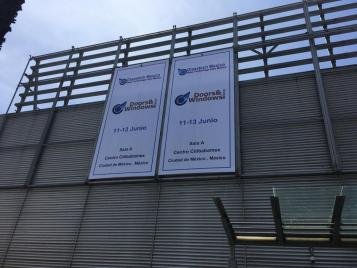 Doors&
Windows
11-13 Junio
Sala A
Centro Citibanamex
Ciudad de México, México
Doors&
Windows
11-13 Junio
Sala A
Centro Citibanamex
Ciudad de México, México